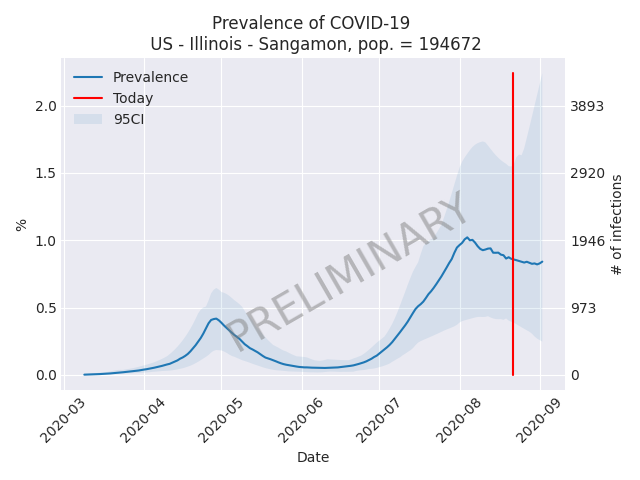 Prevalence of COVID-19
US - Illinois - Sangamon, pop. = 194672
Prevalence
Today
95CI
2.0
1.5
1.0
0.5
0.0
%
3893
2920
1946
973
0
# of infections
PRELIMINARY
2020-03
2020-04
2020-05
2020-06
2020-07
2020-08
2020-09
Date